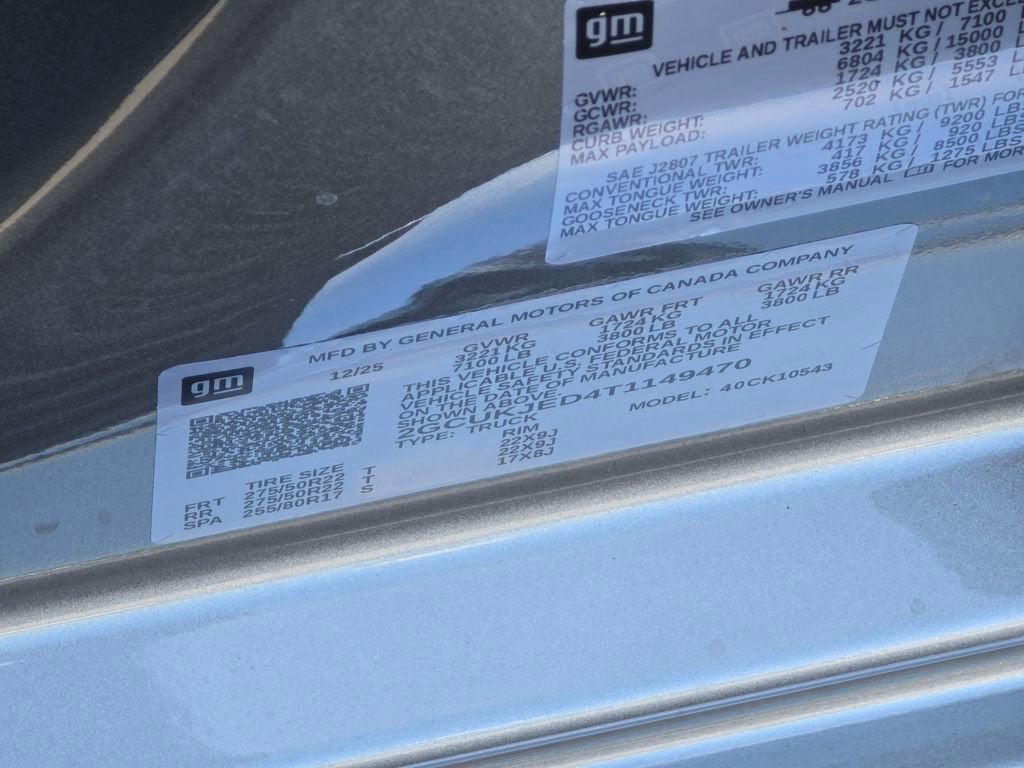 gm
VEHICLE AND TRAILER MUST NOT EXCE
GVWR: 3221 KG / 7100
GCWR: 6804 KG / 15000
RGAWR: 1724 KG / 3800
CURB WEIGHT: 2520 KG / 5553
MAX PAYLOAD: 702 KG / 1547
SAE J2807 TRAILER WEIGHT RATING (TWR) FOR
CONVENTIONAL TWR: 4173 KG / 9200 LBS
MAX TONGUE WEIGHT: 417 KG / 920 LBS
GOOSENECK TWR: 3856 KG / 8500 LBS
MAX TONGUE WEIGHT: 578 KG / 1275 LBS
SEE OWNER'S MANUAL gm FOR MOR
MFD BY GENERAL MOTORS OF CANADA COMPANY
gm
12/25 GVWR GAWR FRT GAWR RR
3221 KG 1724 KG 1724 KG
7100 LB 3800 LB 3800 LB
THIS VEHICLE CONFORMS TO ALL
APPLICABLE U.S. FEDERAL MOTOR
VEHICLE SAFETY STANDARDS IN EFFECT
ON THE DATE OF MANUFACTURE
SHOWN ABOVE.
2GCUKJED4T1149470
TYPE: TRUCK MODEL: 40CK10543
TIRE SIZE RIM
FRT 275/50R22 T 22X9J
RR 275/50R22 T 22X9J
SPA 255/80R17 S 17X8J